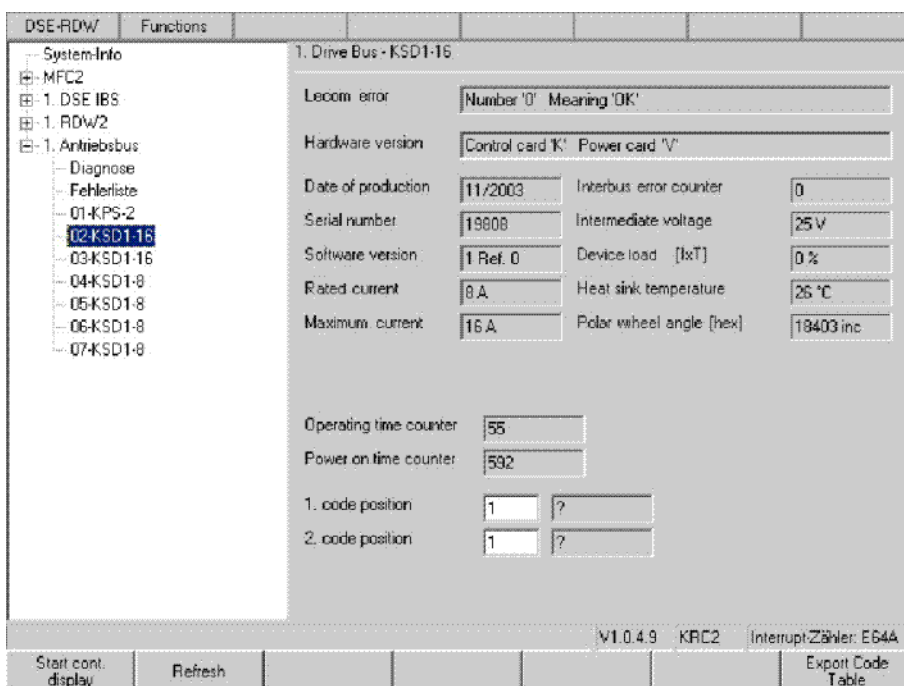 DSE-RDW Functions
System-Info
MFC2
1. DSE IBS
1. RDW2
1. Antriebsbus
Diagnose
Fehlerliste
01-KPS-2
02-KSD1-16
03-KSD1-16
04-KSD1-8
05-KSD1-8
06-KSD1-8
07-KSD1-8
1. Drive Bus - KSD1-16
Lecom error Number '0' Meaning 'OK'
Hardware version Control card 'K' Power card 'V'
Date of production 11/2003 Interbus error counter 0
Serial number 19808 Intermediate voltage 25 V
Software version 1 Ref. 0 Device load [IxT] 0 %
Rated current 8 A Heat sink temperature 26 °C
Maximum. current 16 A Polar wheel angle [hex] 18403 inc
Operating time counter 55
Power on time counter 592
1. code position 1 ?
2. code position 1 ?
V1.0.4.9 KRC2 Interrupt-Zähler: E64A
Start cont. display Refresh Export Code Table